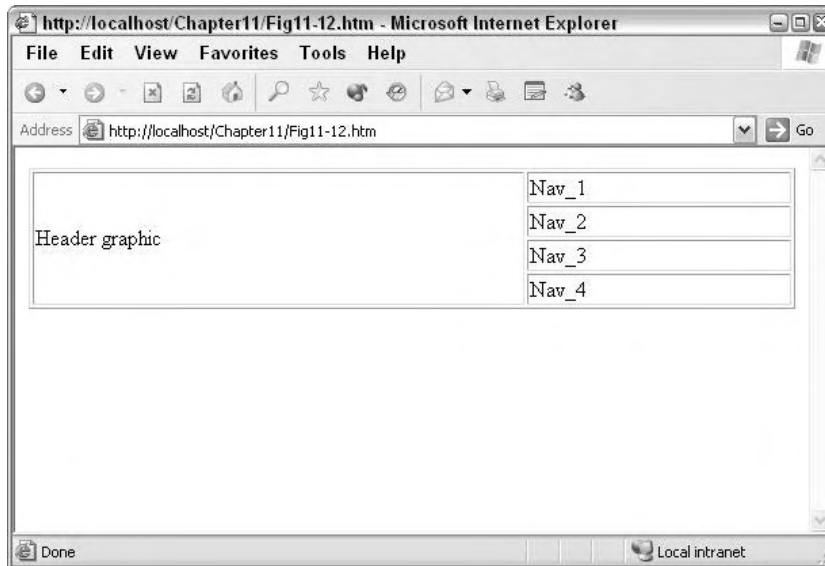 http://localhost/Chapter11/Fig11-12.htm - Microsoft Internet Explorer
File Edit View Favorites Tools Help
Address http://localhost/Chapter11/Fig11-12.htm Go
Header graphic
Nav_1
Nav_2
Nav_3
Nav_4
Done Local intranet